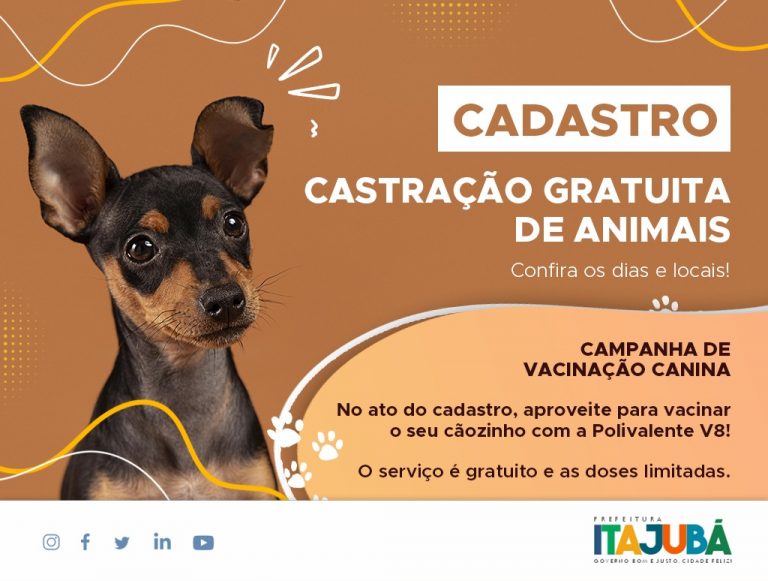 CADASTRO
CASTRAÇÃO GRATUITA
DE ANIMAIS
Confira os dias e locais!
CAMPANHA DE
VACINAÇÃO CANINA
No ato do cadastro, aproveite para vacinar
o seu cãozinho com a Polivalente V8!
O serviço é gratuito e as doses limitadas.
PREFEITURA
ITAJUBÁ
GOVERNO BOM E JUSTO, CIDADE FELIZ!